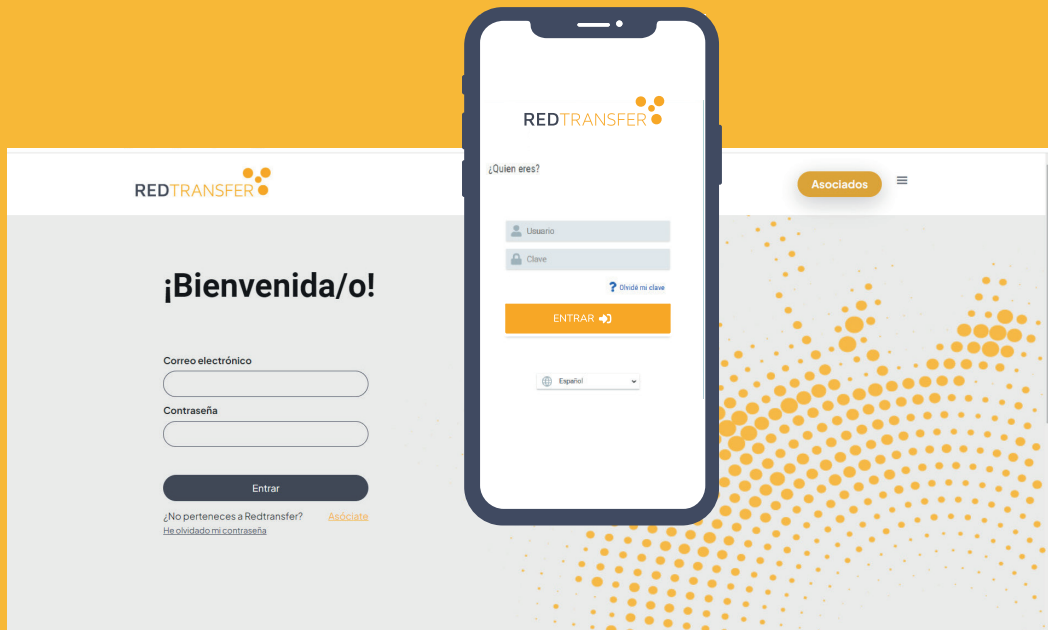 REDTRANSFER
Asociados
¡Bienvenida/o!
Correo electrónico
Contraseña
Entrar
¿No perteneces a Redtransfer? Asóciate
He olvidado mi contraseña
REDTRANSFER
¿Quien eres?
Usuario
Clave
? Olvidé mi clave
ENTRAR
Español